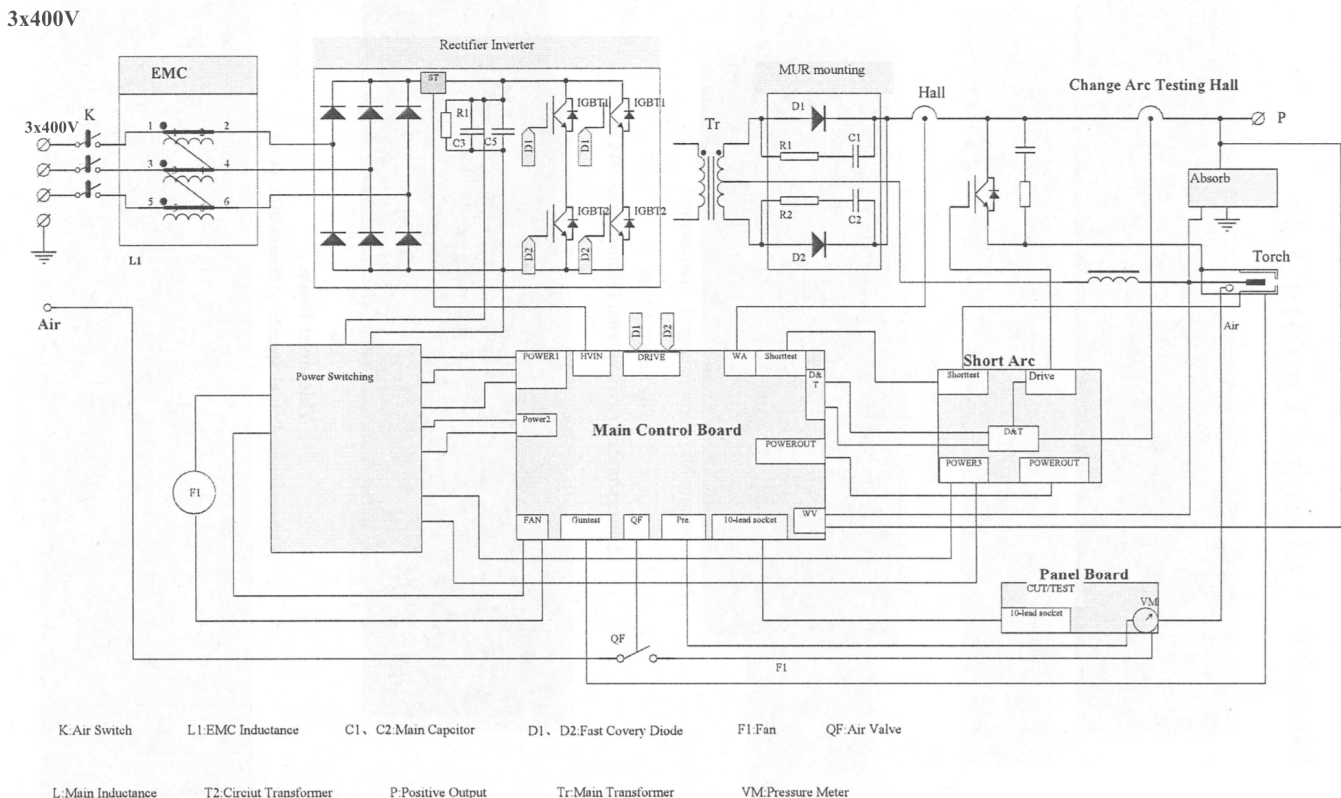 3x400V
Rectifier Inverter
EMC
ST
MUR mounting
Hall
Change Arc Testing Hall
K
3x400V
1
2
3
4
5
6
L1
R1
C3
C5
IGBT1
IGBT1
D1
D1
IGBT2
IGBT2
D2
D2
Tr
D1
R1
C1
R2
C2
D2
P
Absorb
Torch
Air
Air
D1
D2
Power Switching
POWER1
HVIN
DRIVE
WA
Shorttest
D&
T
Power2
Main Control Board
POWEROUT
FAN
Guntest
QF
Pre.
10-lead socket
WV
Short Arc
Shorttest
Drive
D&T
POWER3
POWEROUT
F1
Panel Board
CUT/TEST
10-lead socket
VM
QF
F1
K:Air Switch L1:EMC Inductance C1、C2:Main Capcitor D1、D2:Fast Covery Diode F1:Fan QF:Air Valve
L:Main Inductance T2:Circiut Transformer P:Positive Output Tr:Main Transformer VM:Pressure Meter